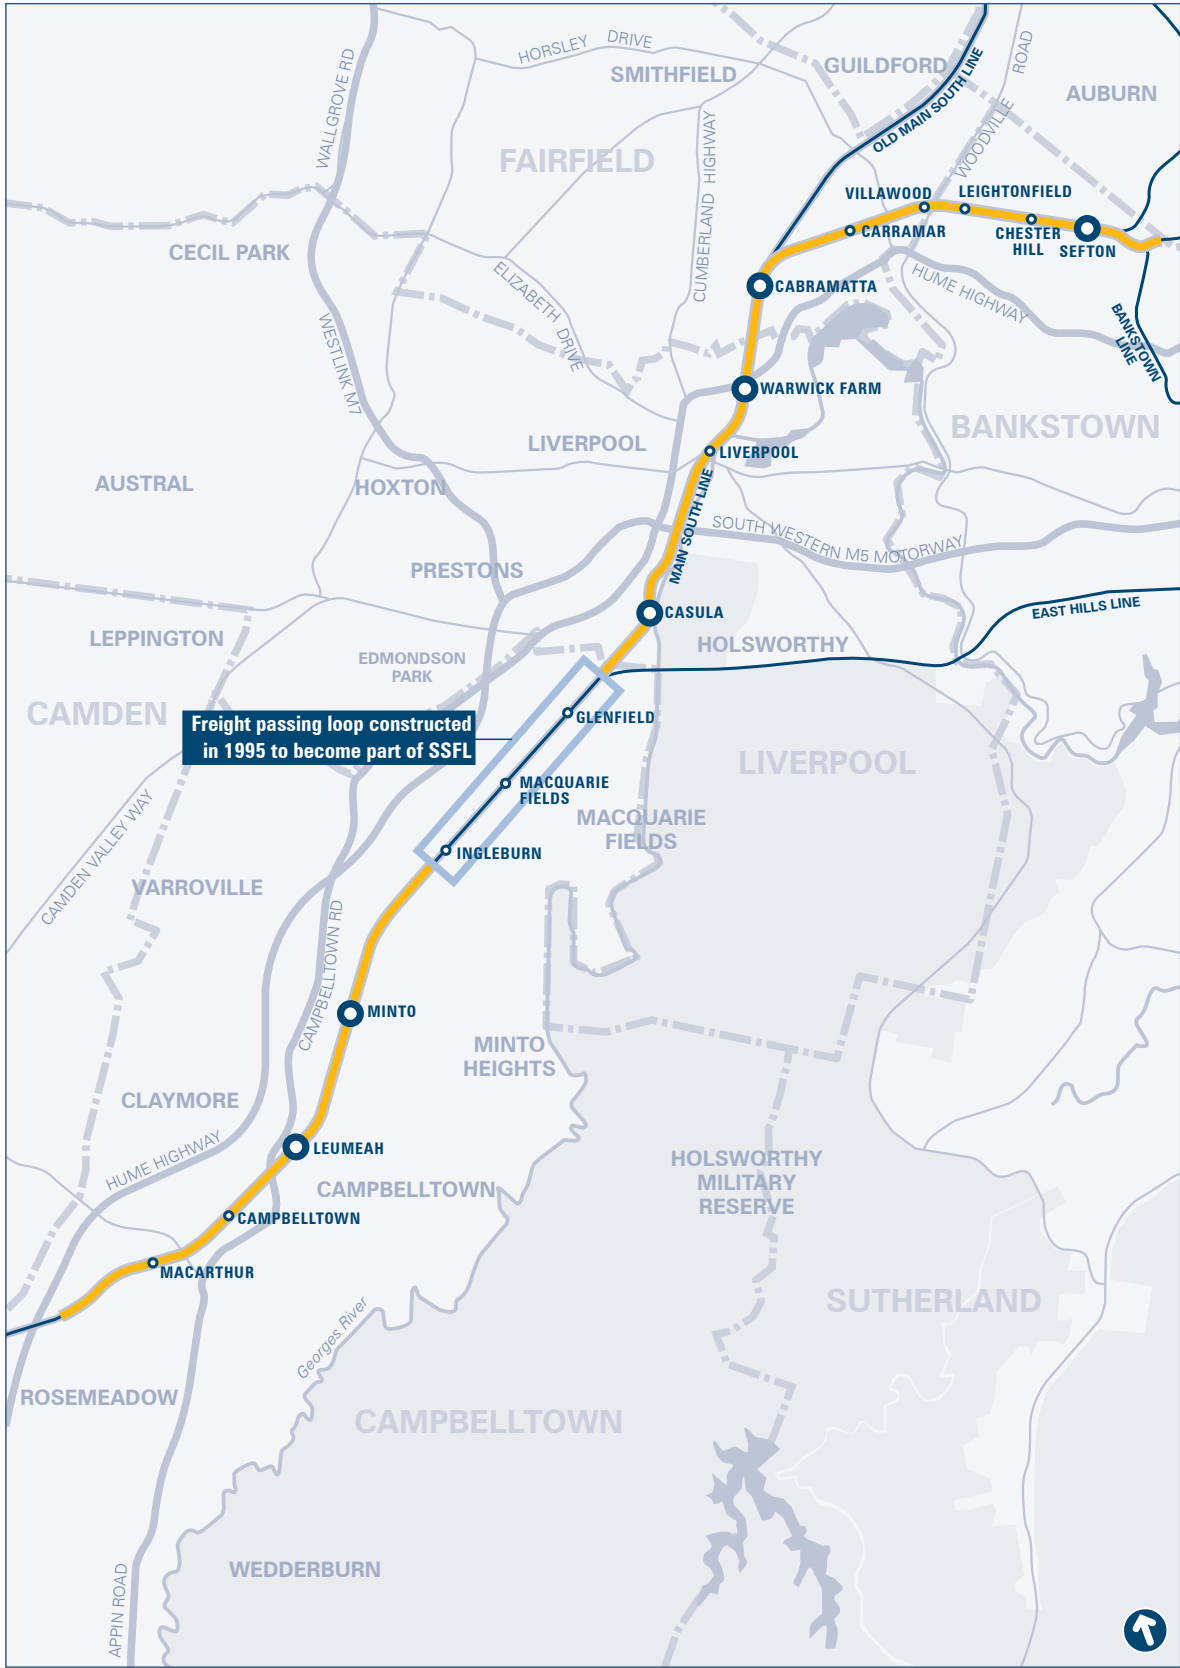 HORSLEY DRIVE
SMITHFIELD
GUILDFORD
ROAD
AUBURN
WALLGROVE RD
OLD MAIN SOUTH LINE
WOODVILLE
FAIRFIELD
CUMBERLAND HIGHWAY
VILLAWOOD
LEIGHTONFIELD
CARRAMAR
CHESTER
HILL
SEFTON
CECIL PARK
ELIZABETH DRIVE
CABRAMATTA
HUME HIGHWAY
BANKSTOWN
LINE
WESTLINK M7
WARWICK FARM
BANKSTOWN
LIVERPOOL
LIVERPOOL
AUSTRAL
HOXTON
MAIN SOUTH LINE
SOUTH WESTERN M5 MOTORWAY
PRESTONS
CASULA
EAST HILLS LINE
LEPPINGTON
HOLSWORTHY
EDMONDSON
PARK
CAMDEN
Freight passing loop constructed
in 1995 to become part of SSFL
GLENFIELD
LIVERPOOL
MACQUARIE
FIELDS
MACQUARIE
FIELDS
CAMDEN VALLEY WAY
INGLEBURN
VARROVILLE
CAMPBELLTOWN RD
MINTO
MINTO
HEIGHTS
CLAYMORE
HUME HIGHWAY
LEUMEAH
HOLSWORTHY
MILITARY
RESERVE
CAMPBELLTOWN
CAMPBELLTOWN
MACARTHUR
SUTHERLAND
Georges River
ROSEMEADOW
CAMPBELLTOWN
WEDDERBURN
APPIN ROAD